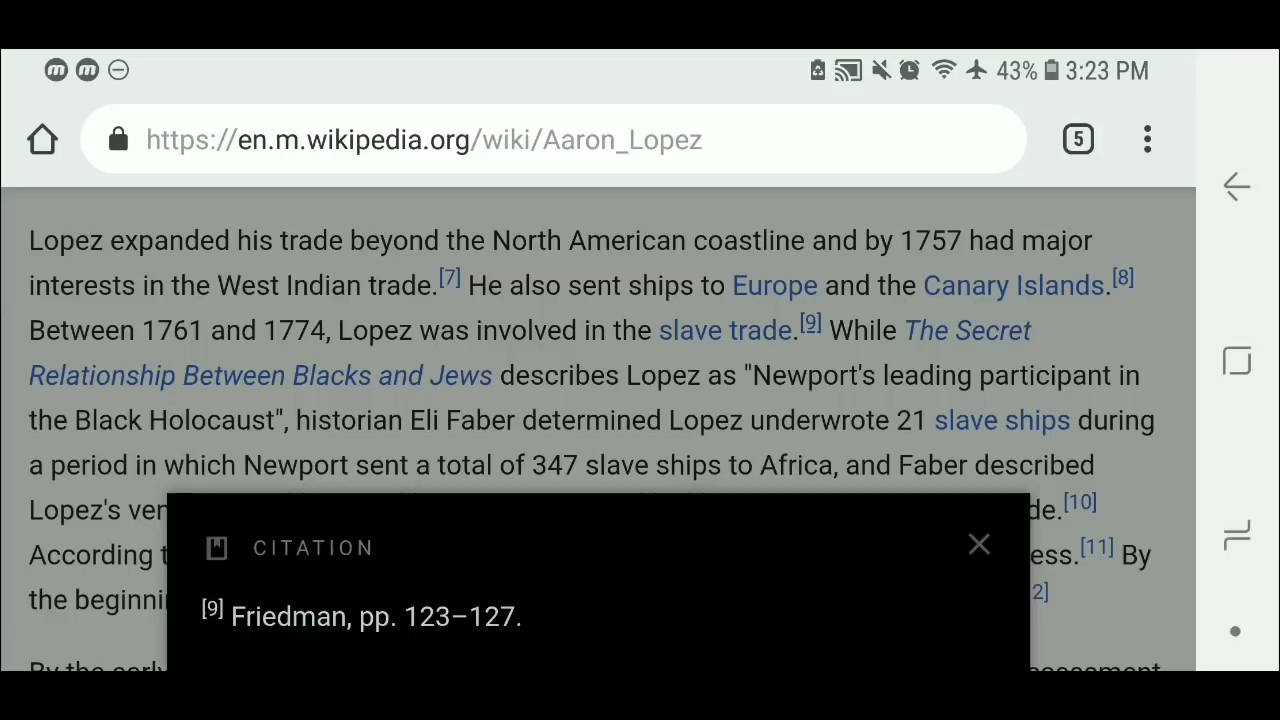 43% 3:23 PM
https://en.m.wikipedia.org/wiki/Aaron_Lopez
5
Lopez expanded his trade beyond the North American coastline and by 1757 had major
interests in the West Indian trade.[7] He also sent ships to Europe and the Canary Islands.[8]
Between 1761 and 1774, Lopez was involved in the slave trade.[9] While The Secret
Relationship Between Blacks and Jews describes Lopez as "Newport's leading participant in
the Black Holocaust", historian Eli Faber determined Lopez underwrote 21 slave ships during
a period in which Newport sent a total of 347 slave ships to Africa, and Faber described
Lopez's ven de.[10]
According t ess.[11] By
the beginni 2]
CITATION
[9] Friedman, pp. 123–127.
By the early